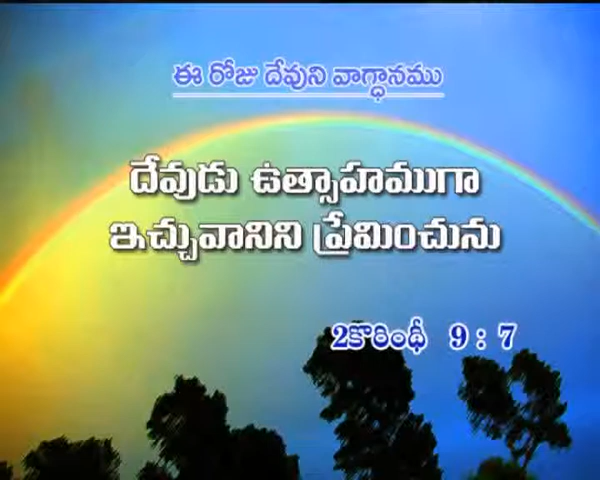 ఈ రోజు దేవుని వాగ్ధానము
దేవుడు ఉత్సాహముగా
ఇచ్చువానిని ప్రేమించును
2కొరింథీ 9 : 7